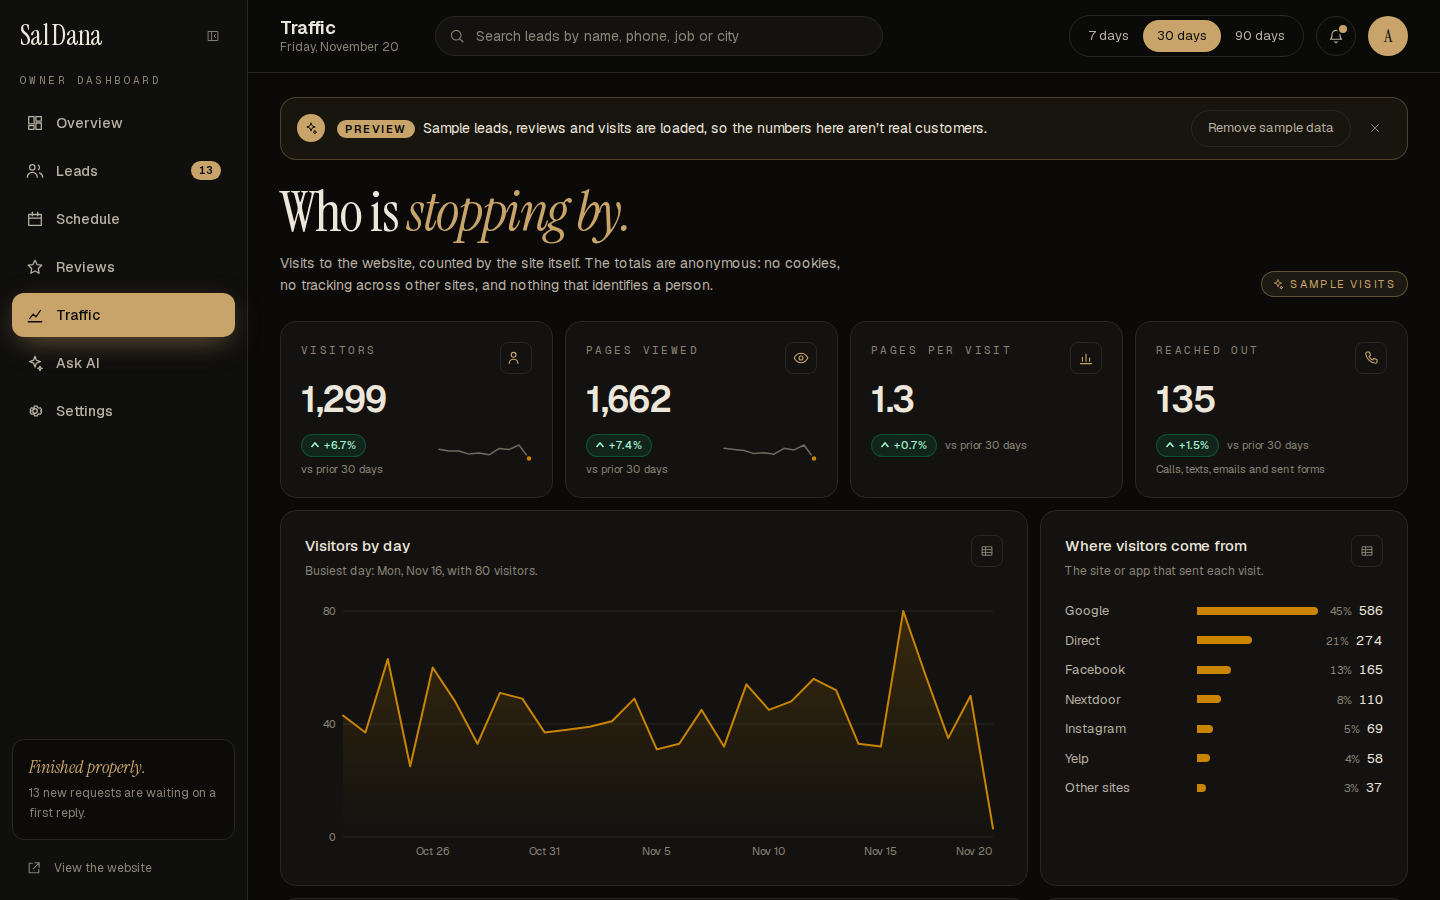 SalDana
OWNER DASHBOARD
Overview
Leads
13
Schedule
Reviews
Traffic
Ask AI
Settings
Finished properly.
13 new requests are waiting on a
first reply.
View the website
Traffic
Friday, November 20
Search leads by name, phone, job or city
7 days
30 days
90 days
A
PREVIEW
Sample leads, reviews and visits are loaded, so the numbers here aren't real customers.
Remove sample data
Who is stopping by.
Visits to the website, counted by the site itself. The totals are anonymous: no cookies,
no tracking across other sites, and nothing that identifies a person.
SAMPLE VISITS
VISITORS
1,299
+6.7%
vs prior 30 days
PAGES VIEWED
1,662
+7.4%
vs prior 30 days
PAGES PER VISIT
1.3
+0.7%
vs prior 30 days
REACHED OUT
135
+1.5%
vs prior 30 days
Calls, texts, emails and sent forms
Visitors by day
Busiest day: Mon, Nov 16, with 80 visitors.
80
40
0
Oct 26
Oct 31
Nov 5
Nov 10
Nov 15
Nov 20
Where visitors come from
The site or app that sent each visit.
Google 45% 586
Direct 21% 274
Facebook 13% 165
Nextdoor 8% 110
Instagram 5% 69
Yelp 4% 58
Other sites 3% 37